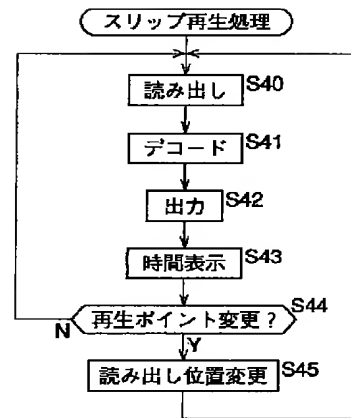 スリップ再生処理
読み出し S40
デコード S41
出力 S42
時間表示 S43
再生ポイント変更? S44
N
Y
読み出し位置変更 S45